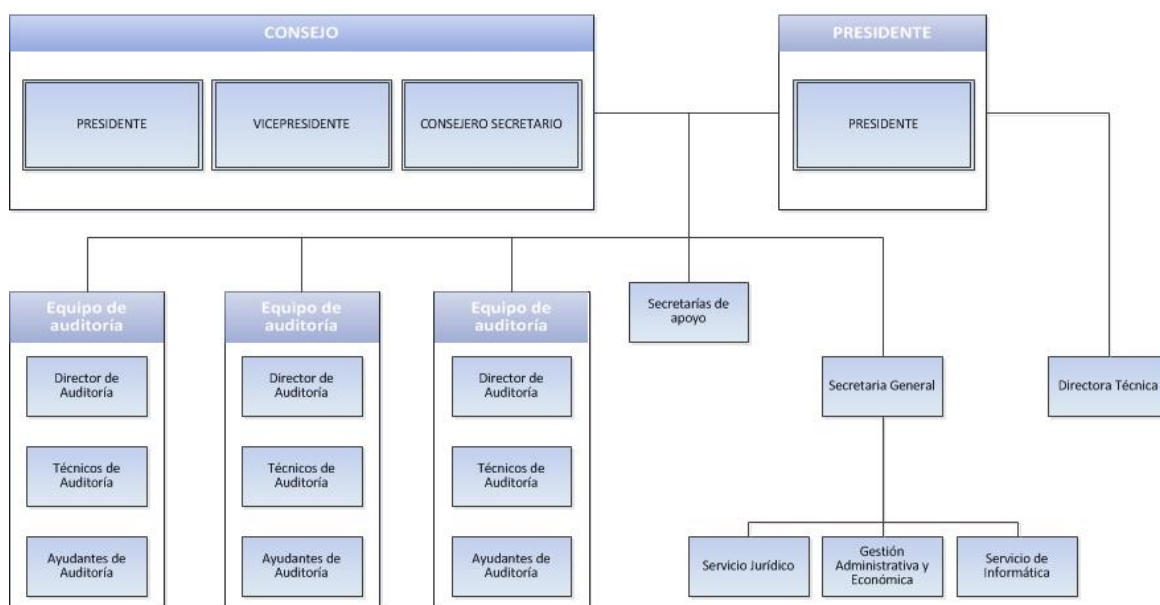 CONSEJO
PRESIDENTE
PRESIDENTE
VICEPRESIDENTE
CONSEJERO SECRETARIO
PRESIDENTE
Equipo de
auditoría
Director de
Auditoría
Técnicos de
Auditoría
Ayudantes de
Auditoría
Equipo de
auditoría
Director de
Auditoría
Técnicos de
Auditoría
Ayudantes de
Auditoría
Equipo de
auditoría
Director de
Auditoría
Técnicos de
Auditoría
Ayudantes de
Auditoría
Secretarías de
apoyo
Secretaria General
Directora Técnica
Servicio Jurídico
Gestión
Administrativa y
Económica
Servicio de
Informática